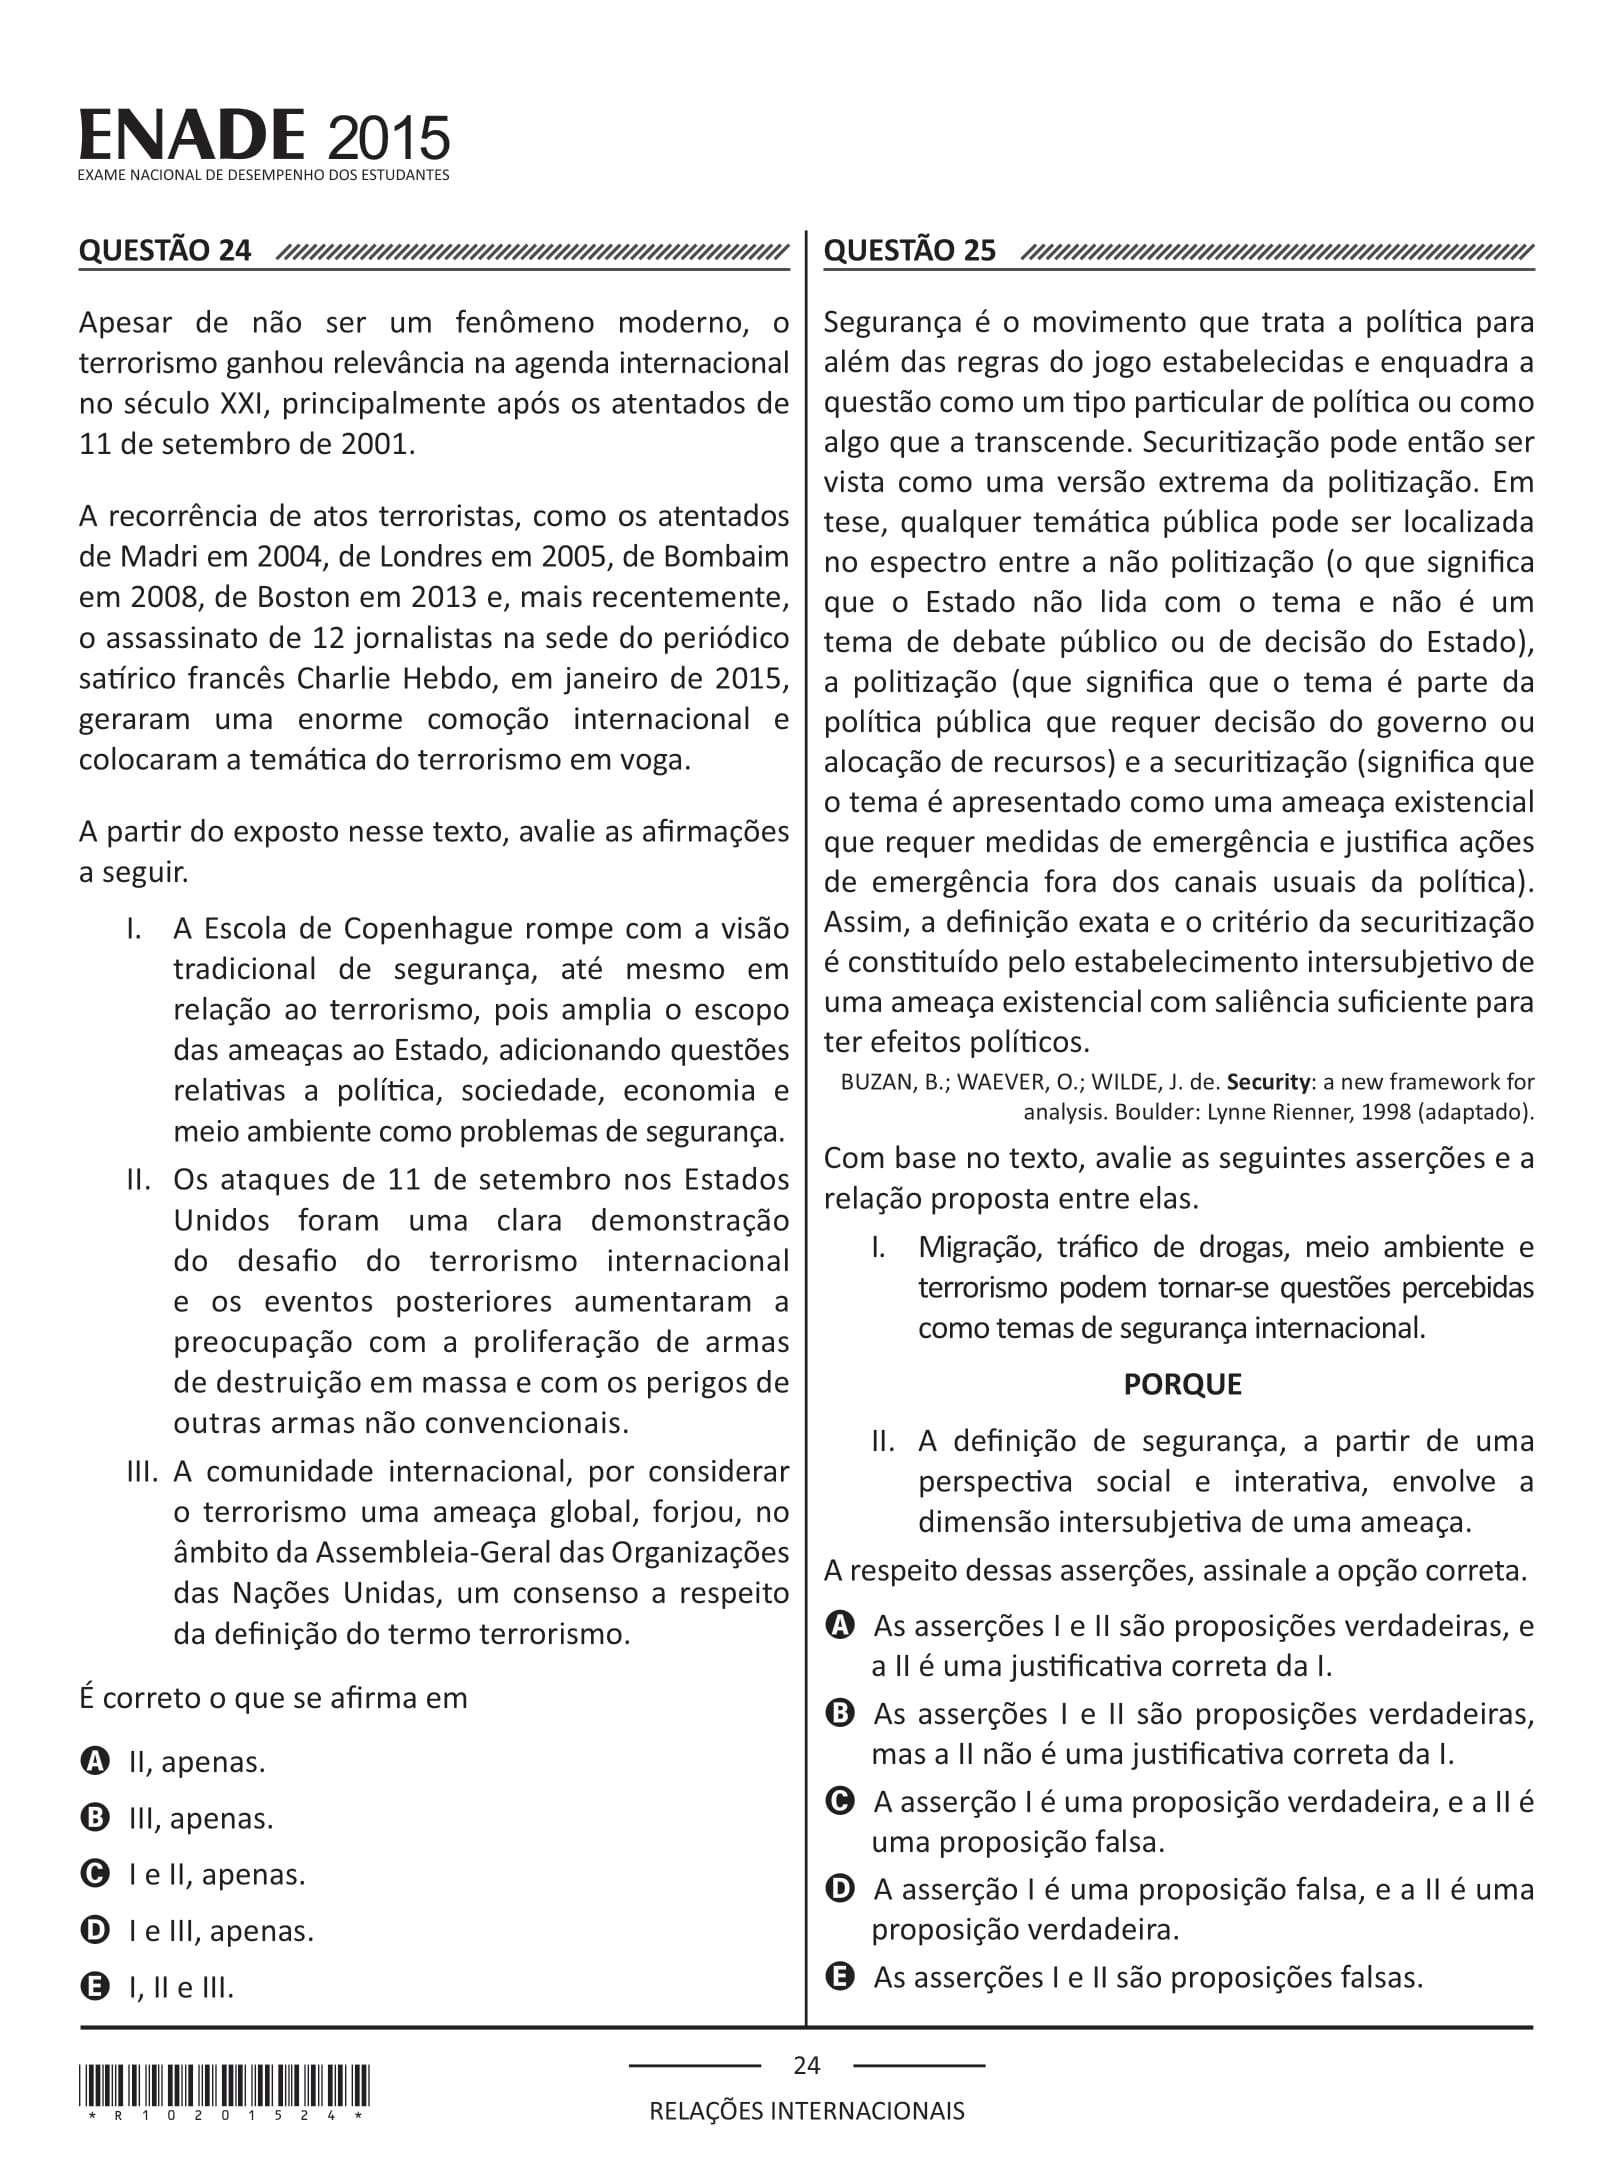 ENADE 2015
EXAME NACIONAL DE DESEMPENHO DOS ESTUDANTES
QUESTÃO 24
Apesar de não ser um fenômeno moderno, o
terrorismo ganhou relevância na agenda internacional
no século XXI, principalmente após os atentados de
11 de setembro de 2001.
A recorrência de atos terroristas, como os atentados
de Madri em 2004, de Londres em 2005, de Bombaim
em 2008, de Boston em 2013 e, mais recentemente,
o assassinato de 12 jornalistas na sede do periódico
satírico francês Charlie Hebdo, em janeiro de 2015,
geraram uma enorme comoção internacional e
colocaram a temática do terrorismo em voga.
A partir do exposto nesse texto, avalie as afirmações
a seguir.
I. A Escola de Copenhague rompe com a visão
tradicional de segurança, até mesmo em
relação ao terrorismo, pois amplia o escopo
das ameaças ao Estado, adicionando questões
relativas a política, sociedade, economia e
meio ambiente como problemas de segurança.
II. Os ataques de 11 de setembro nos Estados
Unidos foram uma clara demonstração
do desafio do terrorismo internacional
e os eventos posteriores aumentaram a
preocupação com a proliferação de armas
de destruição em massa e com os perigos de
outras armas não convencionais.
III. A comunidade internacional, por considerar
o terrorismo uma ameaça global, forjou, no
âmbito da Assembleia-Geral das Organizações
das Nações Unidas, um consenso a respeito
da definição do termo terrorismo.
É correto o que se afirma em
A II, apenas.
B III, apenas.
C I e II, apenas.
D I e III, apenas.
E I, II e III.
QUESTÃO 25
Segurança é o movimento que trata a política para
além das regras do jogo estabelecidas e enquadra a
questão como um tipo particular de política ou como
algo que a transcende. Securitização pode então ser
vista como uma versão extrema da politização. Em
tese, qualquer temática pública pode ser localizada
no espectro entre a não politização (o que significa
que o Estado não lida com o tema e não é um
tema de debate público ou de decisão do Estado),
a politização (que significa que o tema é parte da
política pública que requer decisão do governo ou
alocação de recursos) e a securitização (significa que
o tema é apresentado como uma ameaça existencial
que requer medidas de emergência e justifica ações
de emergência fora dos canais usuais da política).
Assim, a definição exata e o critério da securitização
é constituído pelo estabelecimento intersubjetivo de
uma ameaça existencial com saliência suficiente para
ter efeitos políticos.
BUZAN, B.; WAEVER, O.; WILDE, J. de. Security: a new framework for
analysis. Boulder: Lynne Rienner, 1998 (adaptado).
Com base no texto, avalie as seguintes asserções e a
relação proposta entre elas.
I. Migração, tráfico de drogas, meio ambiente e
terrorismo podem tornar-se questões percebidas
como temas de segurança internacional.
PORQUE
II. A definição de segurança, a partir de uma
perspectiva social e interativa, envolve a
dimensão intersubjetiva de uma ameaça.
A respeito dessas asserções, assinale a opção correta.
A As asserções I e II são proposições verdadeiras, e
a II é uma justificativa correta da I.
B As asserções I e II são proposições verdadeiras,
mas a II não é uma justificativa correta da I.
C A asserção I é uma proposição verdadeira, e a II é
uma proposição falsa.
D A asserção I é uma proposição falsa, e a II é uma
proposição verdadeira.
E As asserções I e II são proposições falsas.
24
RELAÇÕES INTERNACIONAIS
* R 1 0 2 0 1 5 2 4 *